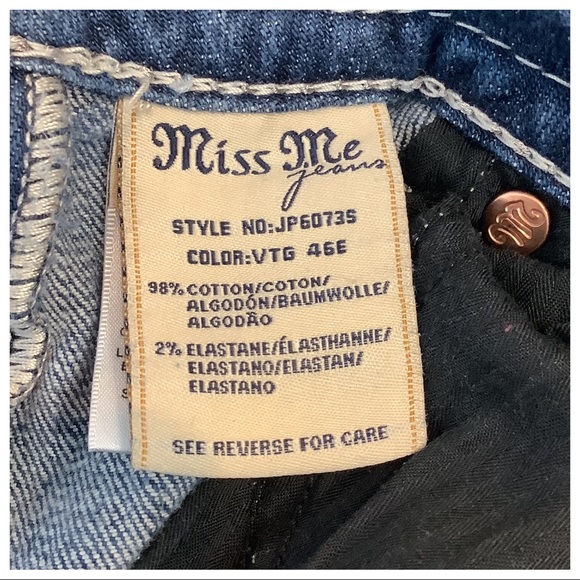 Miss Me
jeans
STYLE NO:JP6073S
COLOR:VTG 46E
98% COTTON/COTON/
ALGODÓN/BAUMWOLLE/
ALGODÃO
2% ELASTANE/ÉLASTHANNE/
ELASTANO/ELASTAN/
ELASTANO
SEE REVERSE FOR CARE